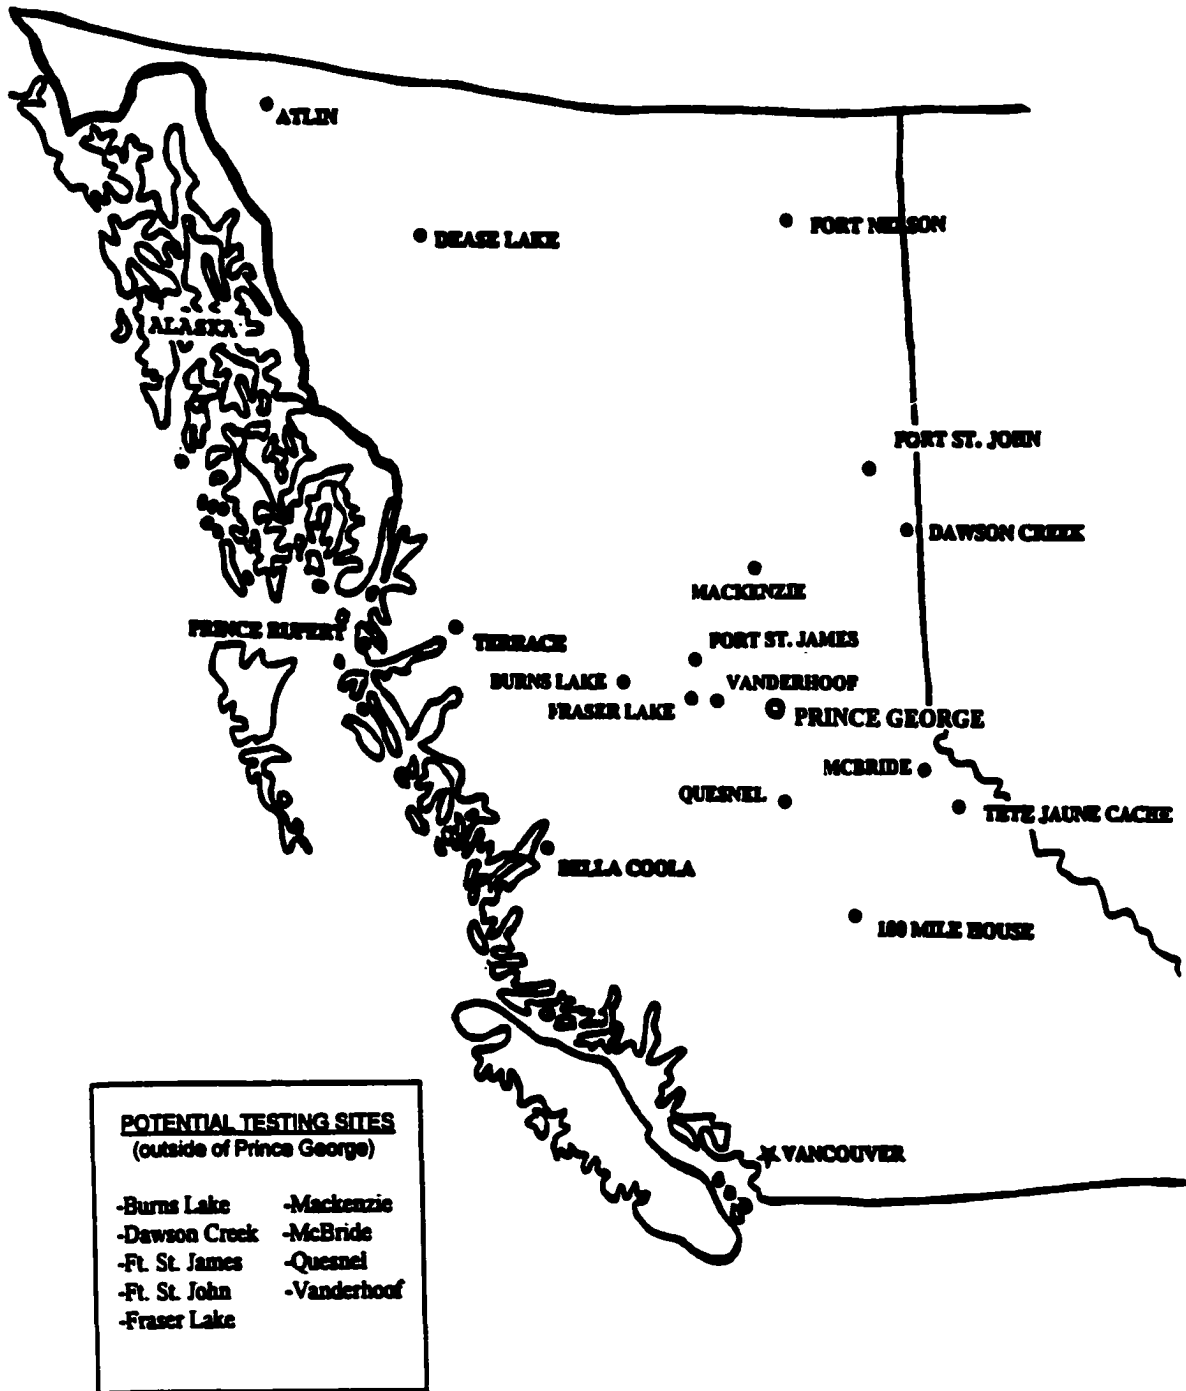 ATLIN
FORT NELSON
DEASE LAKE
ALASKA
FORT ST. JOHN
DAWSON CREEK
MACKENZIE
PRINCE RUPERT
TERRACE
FORT ST. JAMES
BURNS LAKE
VANDERHOOF
FRASER LAKE
PRINCE GEORGE
MCBRIDE
QUESNEL
TETE JAUNE CACHE
BELLA COOLA
100 MILE HOUSE
VANCOUVER
POTENTIAL TESTING SITES
(outside of Prince George)
-Burns Lake -Mackenzie
-Dawson Creek -McBride
-Ft. St. James -Quesnel
-Ft. St. John -Vanderhoof
-Fraser Lake